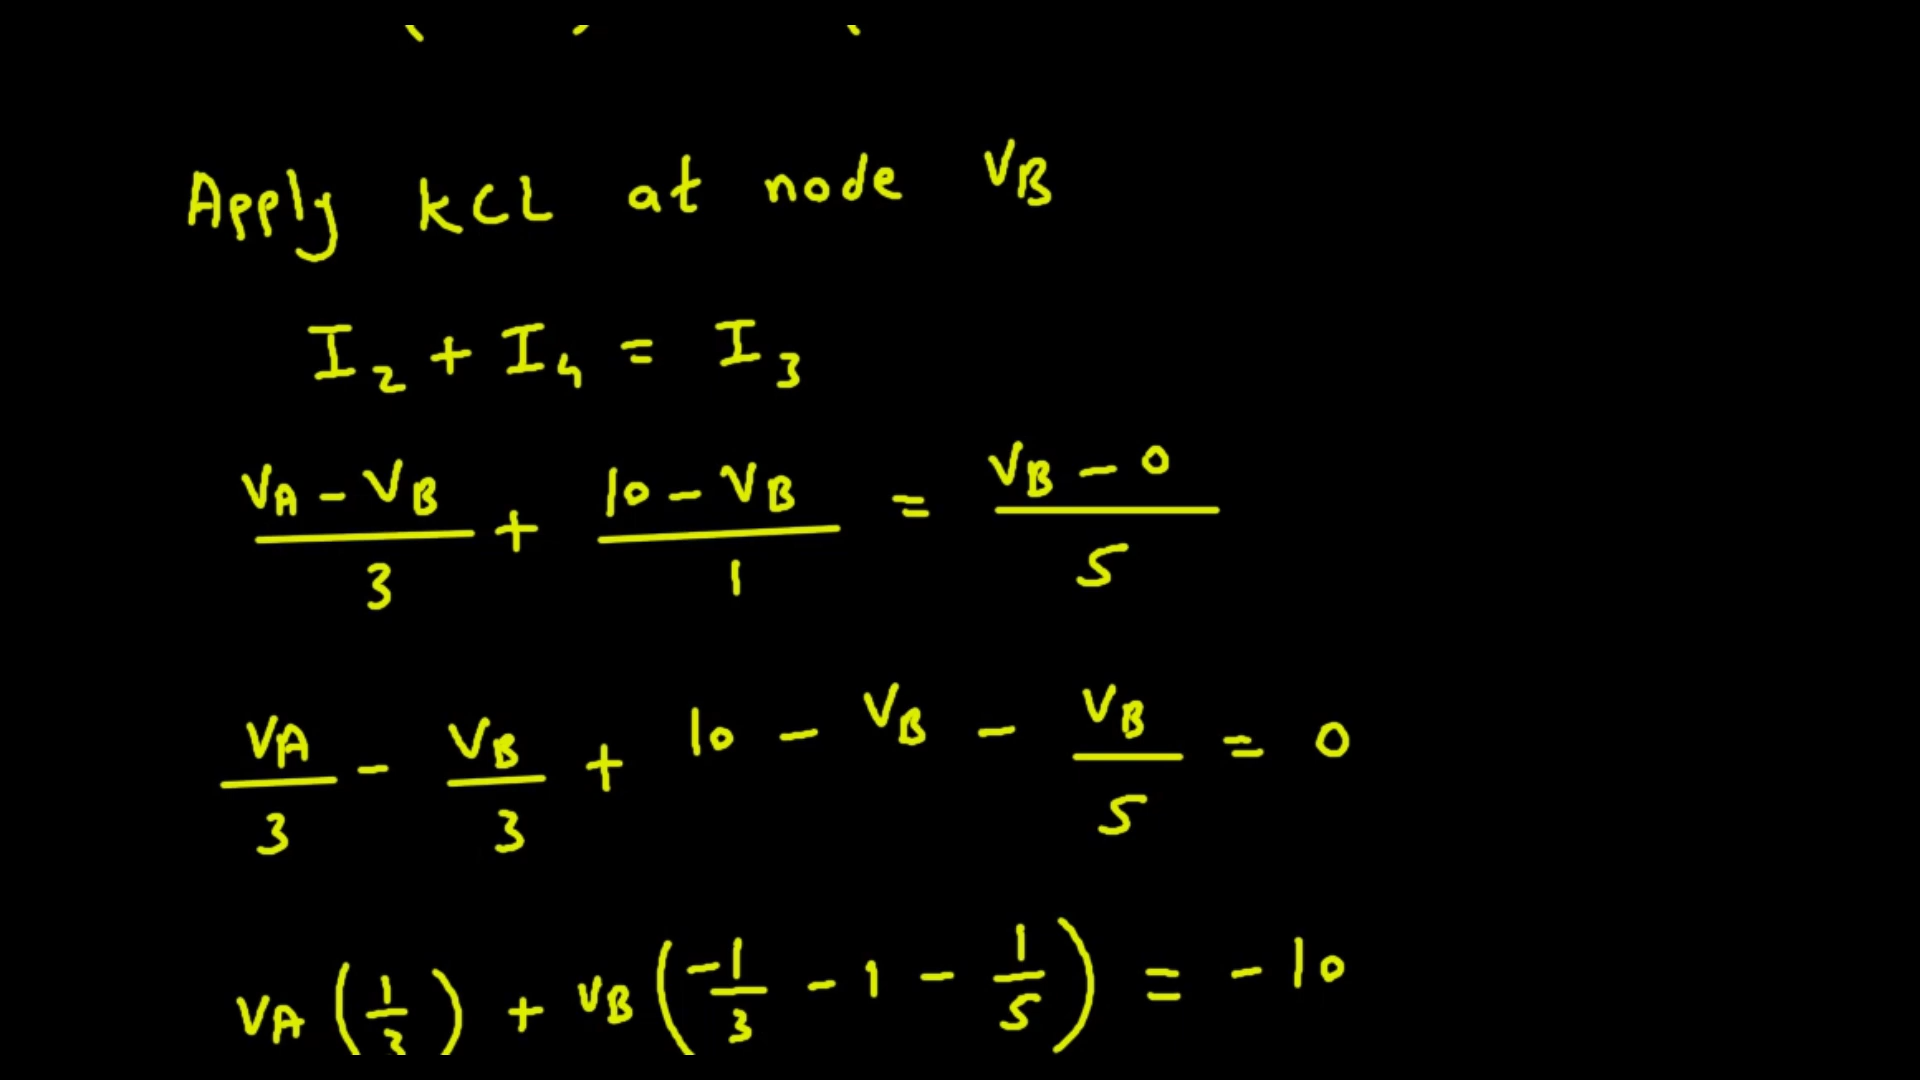 Apply KCL at node VB
I2 + I4 = I3
VA - VB / 3 + 10 - VB / 1 = VB - 0 / 5
VA / 3 - VB / 3 + 10 - VB - VB / 5 = 0
VA (1/3) + VB (-1/3 - 1 - 1/5) = -10